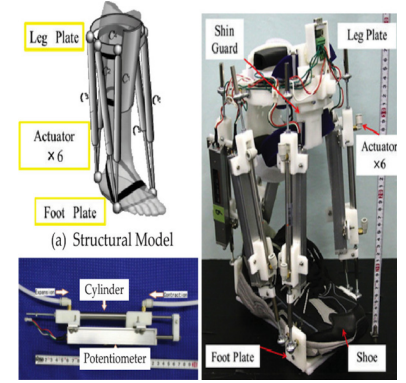 Leg Plate
Actuator
×6
Foot Plate
(a) Structural Model
Cylinder
Potentiometer
Shin
Guard
Leg Plate
Actuator
×6
Foot Plate
Shoe